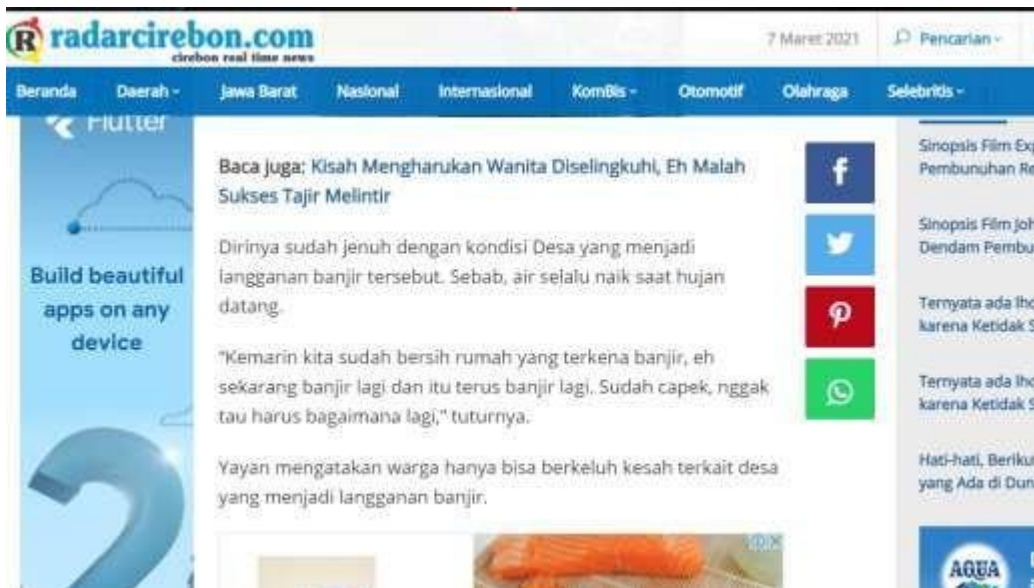 radarcirebon.com
cirebon real time news
7 Maret 2021
Pencarian
Beranda Daerah Jawa Barat Nasional Internasional KomBis Otomotif Olahraga Selebritis
Flutter
Build beautiful
apps on any
device
Baca juga: Kisah Mengharukan Wanita Diselingkuhi, Eh Malah
Sukses Tajir Melintir
Dirinya sudah jenuh dengan kondisi Desa yang menjadi
langganan banjir tersebut. Sebab, air selalu naik saat hujan
datang.
"Kemarin kita sudah bersih rumah yang terkena banjir, eh
sekarang banjir lagi dan itu terus banjir lagi. Sudah capek, nggak
tau harus bagaimana lagi," tuturnya.
Yayan mengatakan warga hanya bisa berkeluh kesah terkait desa
yang menjadi langganan banjir.
Sinopsis Film
Pembunuhan
Sinopsis Film
Dendam
Ternyata ada
karena Ketidak
Ternyata ada
karena Ketidak
Hati-hati,
yang Ada di
AQUA